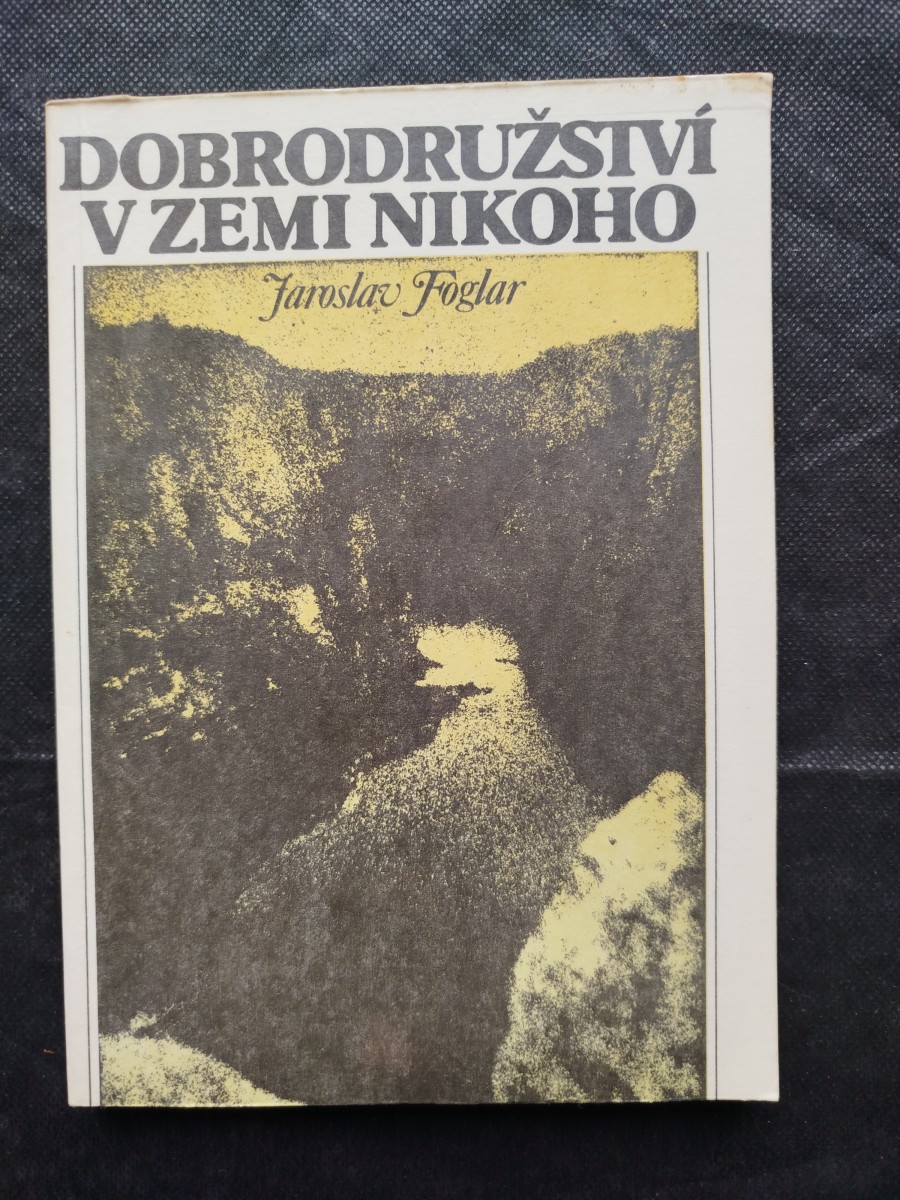 DOBRODRUŽSTVÍ
V ZEMI NIKOHO
Jaroslav Foglar